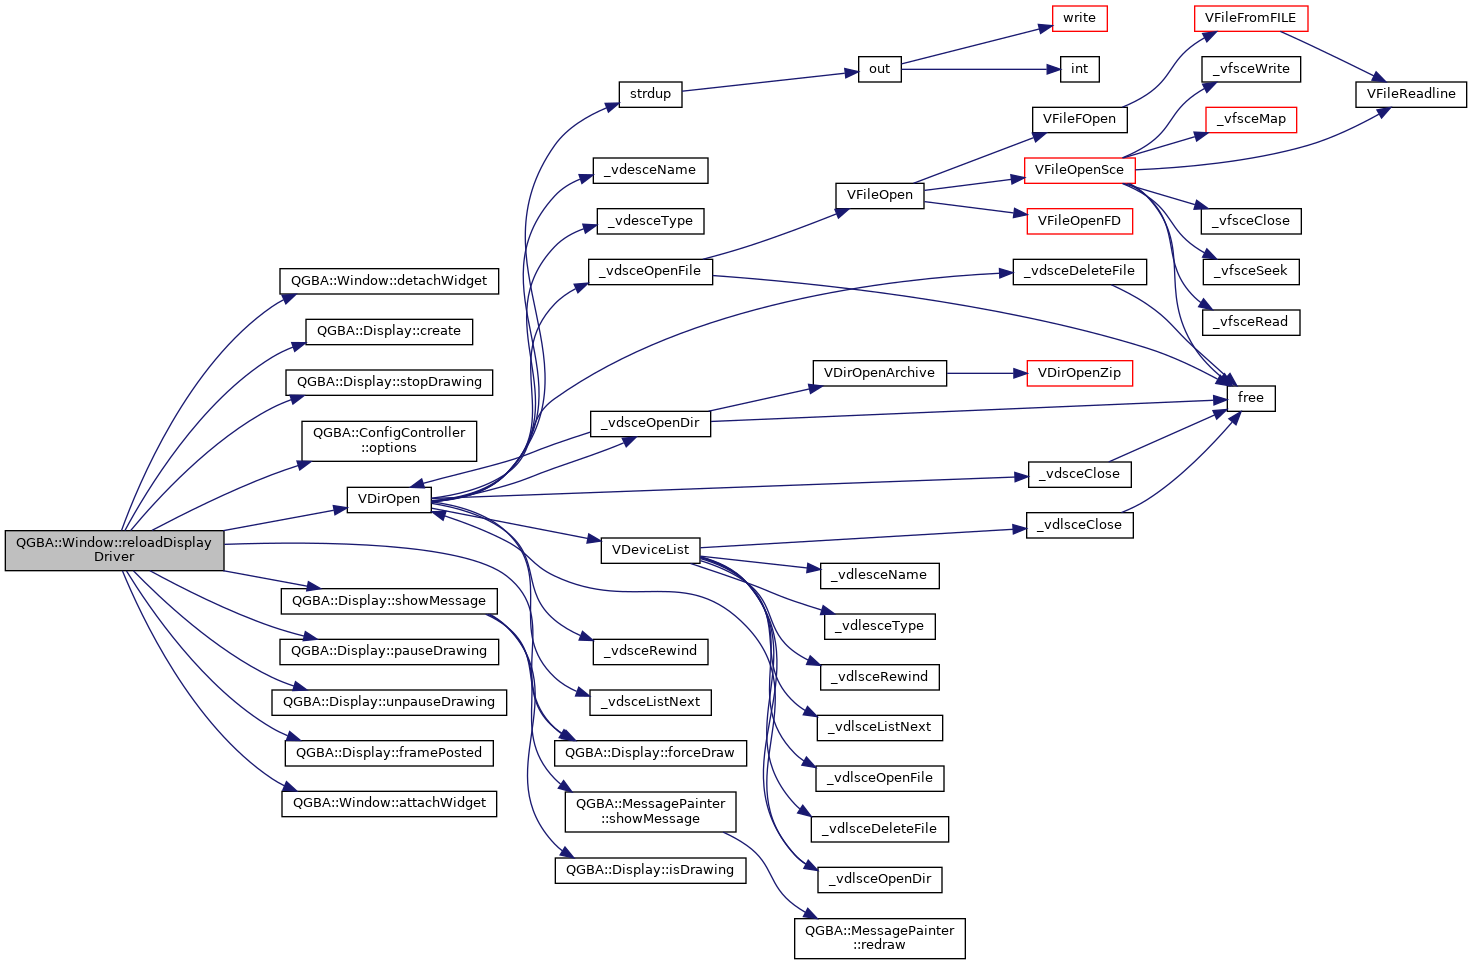 QGBA::Window::reloadDisplay
Driver
QGBA::Window::detachWidget
QGBA::Display::create
QGBA::Display::stopDrawing
QGBA::ConfigController
::options
VDirOpen
QGBA::Display::showMessage
QGBA::Display::pauseDrawing
QGBA::Display::unpauseDrawing
QGBA::Display::framePosted
QGBA::Window::attachWidget
strdup
_vdesceName
_vdesceType
_vdsceOpenFile
_vdsceOpenDir
VDeviceList
_vdsceRewind
_vdsceListNext
QGBA::Display::forceDraw
QGBA::MessagePainter
::showMessage
QGBA::Display::isDrawing
out
VFileOpen
VDirOpenArchive
_vdlesceName
_vdlesceType
_vdlsceRewind
_vdlsceListNext
_vdlsceOpenFile
_vdlsceDeleteFile
_vdlsceOpenDir
QGBA::MessagePainter
::redraw
write
int
VFileFOpen
VFileOpenSce
VFileOpenFD
_vdsceDeleteFile
VDirOpenZip
_vdsceClose
_vdlsceClose
VFileFromFILE
_vfsceWrite
_vfsceMap
_vfsceClose
_vfsceSeek
_vfsceRead
free
VFileReadline